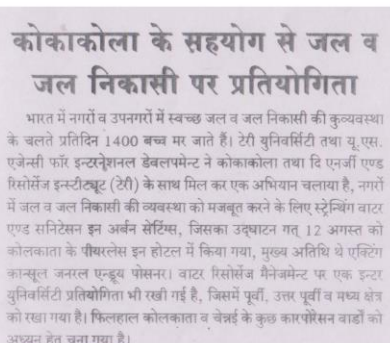 कोकाकोला के सहयोग से जल व
जल निकासी पर प्रतियोगिता
भारत में नगरों व उपनगरों में स्वच्छ जल व जल निकासी की कुव्यवस्था
के चलते प्रतिदिन 1400 बच्च मर जाते हैं। टेरी युनिवर्सिटी तथा यू.एस.
एजेन्सी फॉर इन्टरनेशनल डेवलपमेन्ट ने कोकाकोला तथा दि एनर्जी एण्ड
रिसोर्सेज इन्स्टीट्यूट (टेरी) के साथ मिल कर एक अभियान चलाया है, नगरों
में जल व जल निकासी की व्यवस्था को मजबूत करने के लिए स्ट्रेन्थिंग वाटर
एण्ड सनिटेसन इन अर्बन सेटिंग्स, जिसका उद्घाटन गत् 12 अगस्त को
कोलकाता के पीयरलेस इन होटल में किया गया, मुख्य अतिथि थे एक्टिंग
कान्सूल जनरल एन्ड्रूय पोसनर। वाटर रिसोर्सेज मैनेजमेन्ट पर एक इन्टर
युनिवर्सिटी प्रतियोगिता भी रखी गई है, जिसमें पूर्वी, उत्तर पूर्वी व मध्य क्षेत्र
को रखा गया है। फिलहाल कोलकाता व चेन्नई के कुछ कारपोरेसन वार्डो को
अध्यन हेतु चुना गया है।